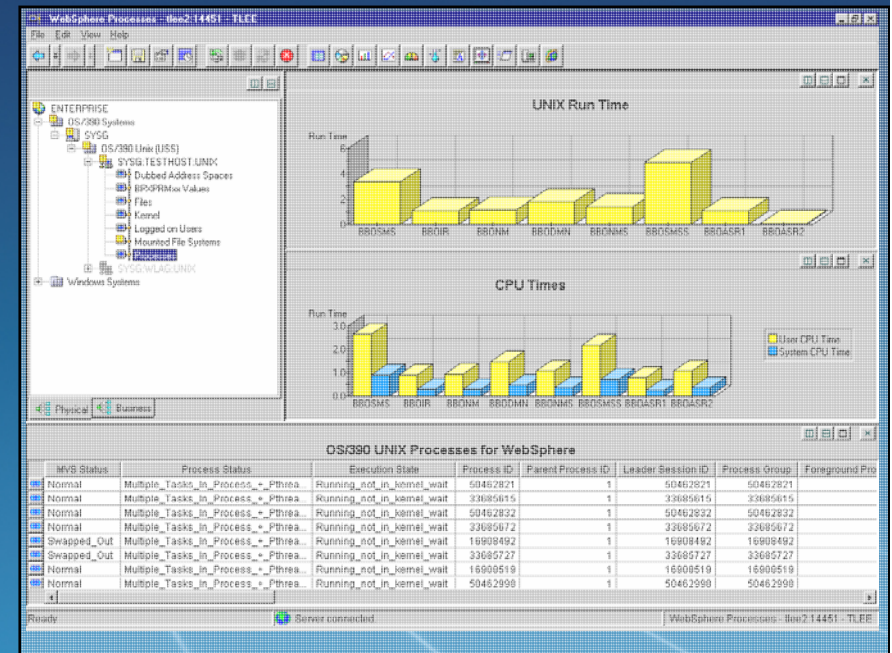 WebSphere Processes - tlee2:14451 - TLEE
File Edit View Help
ENTERPRISE
OS/390 Systems
SYSG
OS/390 Unix (USS)
SYSG:TESTHOST:UNIX
Dubbed Address Spaces
BPXPRMxx Values
Files
Kernel
Logged on Users
Mounted File Systems
Processes
SYSG:WLAG:UNIX
Windows Systems
Physical Business
UNIX Run Time
Run Time
6
4
2
0
BBOSMS BBOIR BBONM BBODMN BBONMS BBOSMSS BBOASR1 BBOASR2
CPU Times
Run Time
3.0
2.0
1.0
0.0
BBOSMS BBOIR BBONM BBODMN BBONMS BBOSMSS BBOASR1 BBOASR2
User CPU Time
System CPU Time
OS/390 UNIX Processes for WebSphere
MVS Status Process Status Execution State Process ID Parent Process ID Leader Session ID Process Group Foreground Pro
Normal Multiple_Tasks_In_Process_+_Pthrea... Running_not_in_kernel_wait 50462821 1 50462821 50462821
Normal Multiple_Tasks_In_Process_+_Pthrea... Running_not_in_kernel_wait 33685615 1 33685615 33685615
Normal Multiple_Tasks_In_Process_+_Pthrea... Running_not_in_kernel_wait 50462832 1 50462832 50462832
Normal Multiple_Tasks_In_Process_+_Pthrea... Running_not_in_kernel_wait 33685672 1 33685672 33685672
Swapped_Out Multiple_Tasks_In_Process_+_Pthrea... Running_not_in_kernel_wait 16908492 1 16908492 16908492
Swapped_Out Multiple_Tasks_In_Process_+_Pthrea... Running_not_in_kernel_wait 33685727 1 33685727 33685727
Normal Multiple_Tasks_In_Process_+_Pthrea... Running_not_in_kernel_wait 16908519 1 16908519 16908519
Normal Multiple_Tasks_In_Process_+_Pthrea... Running_not_in_kernel_wait 50462998 1 50462998 50462998
Ready Server connected WebSphere Processes - tlee2:14451 - TLEE